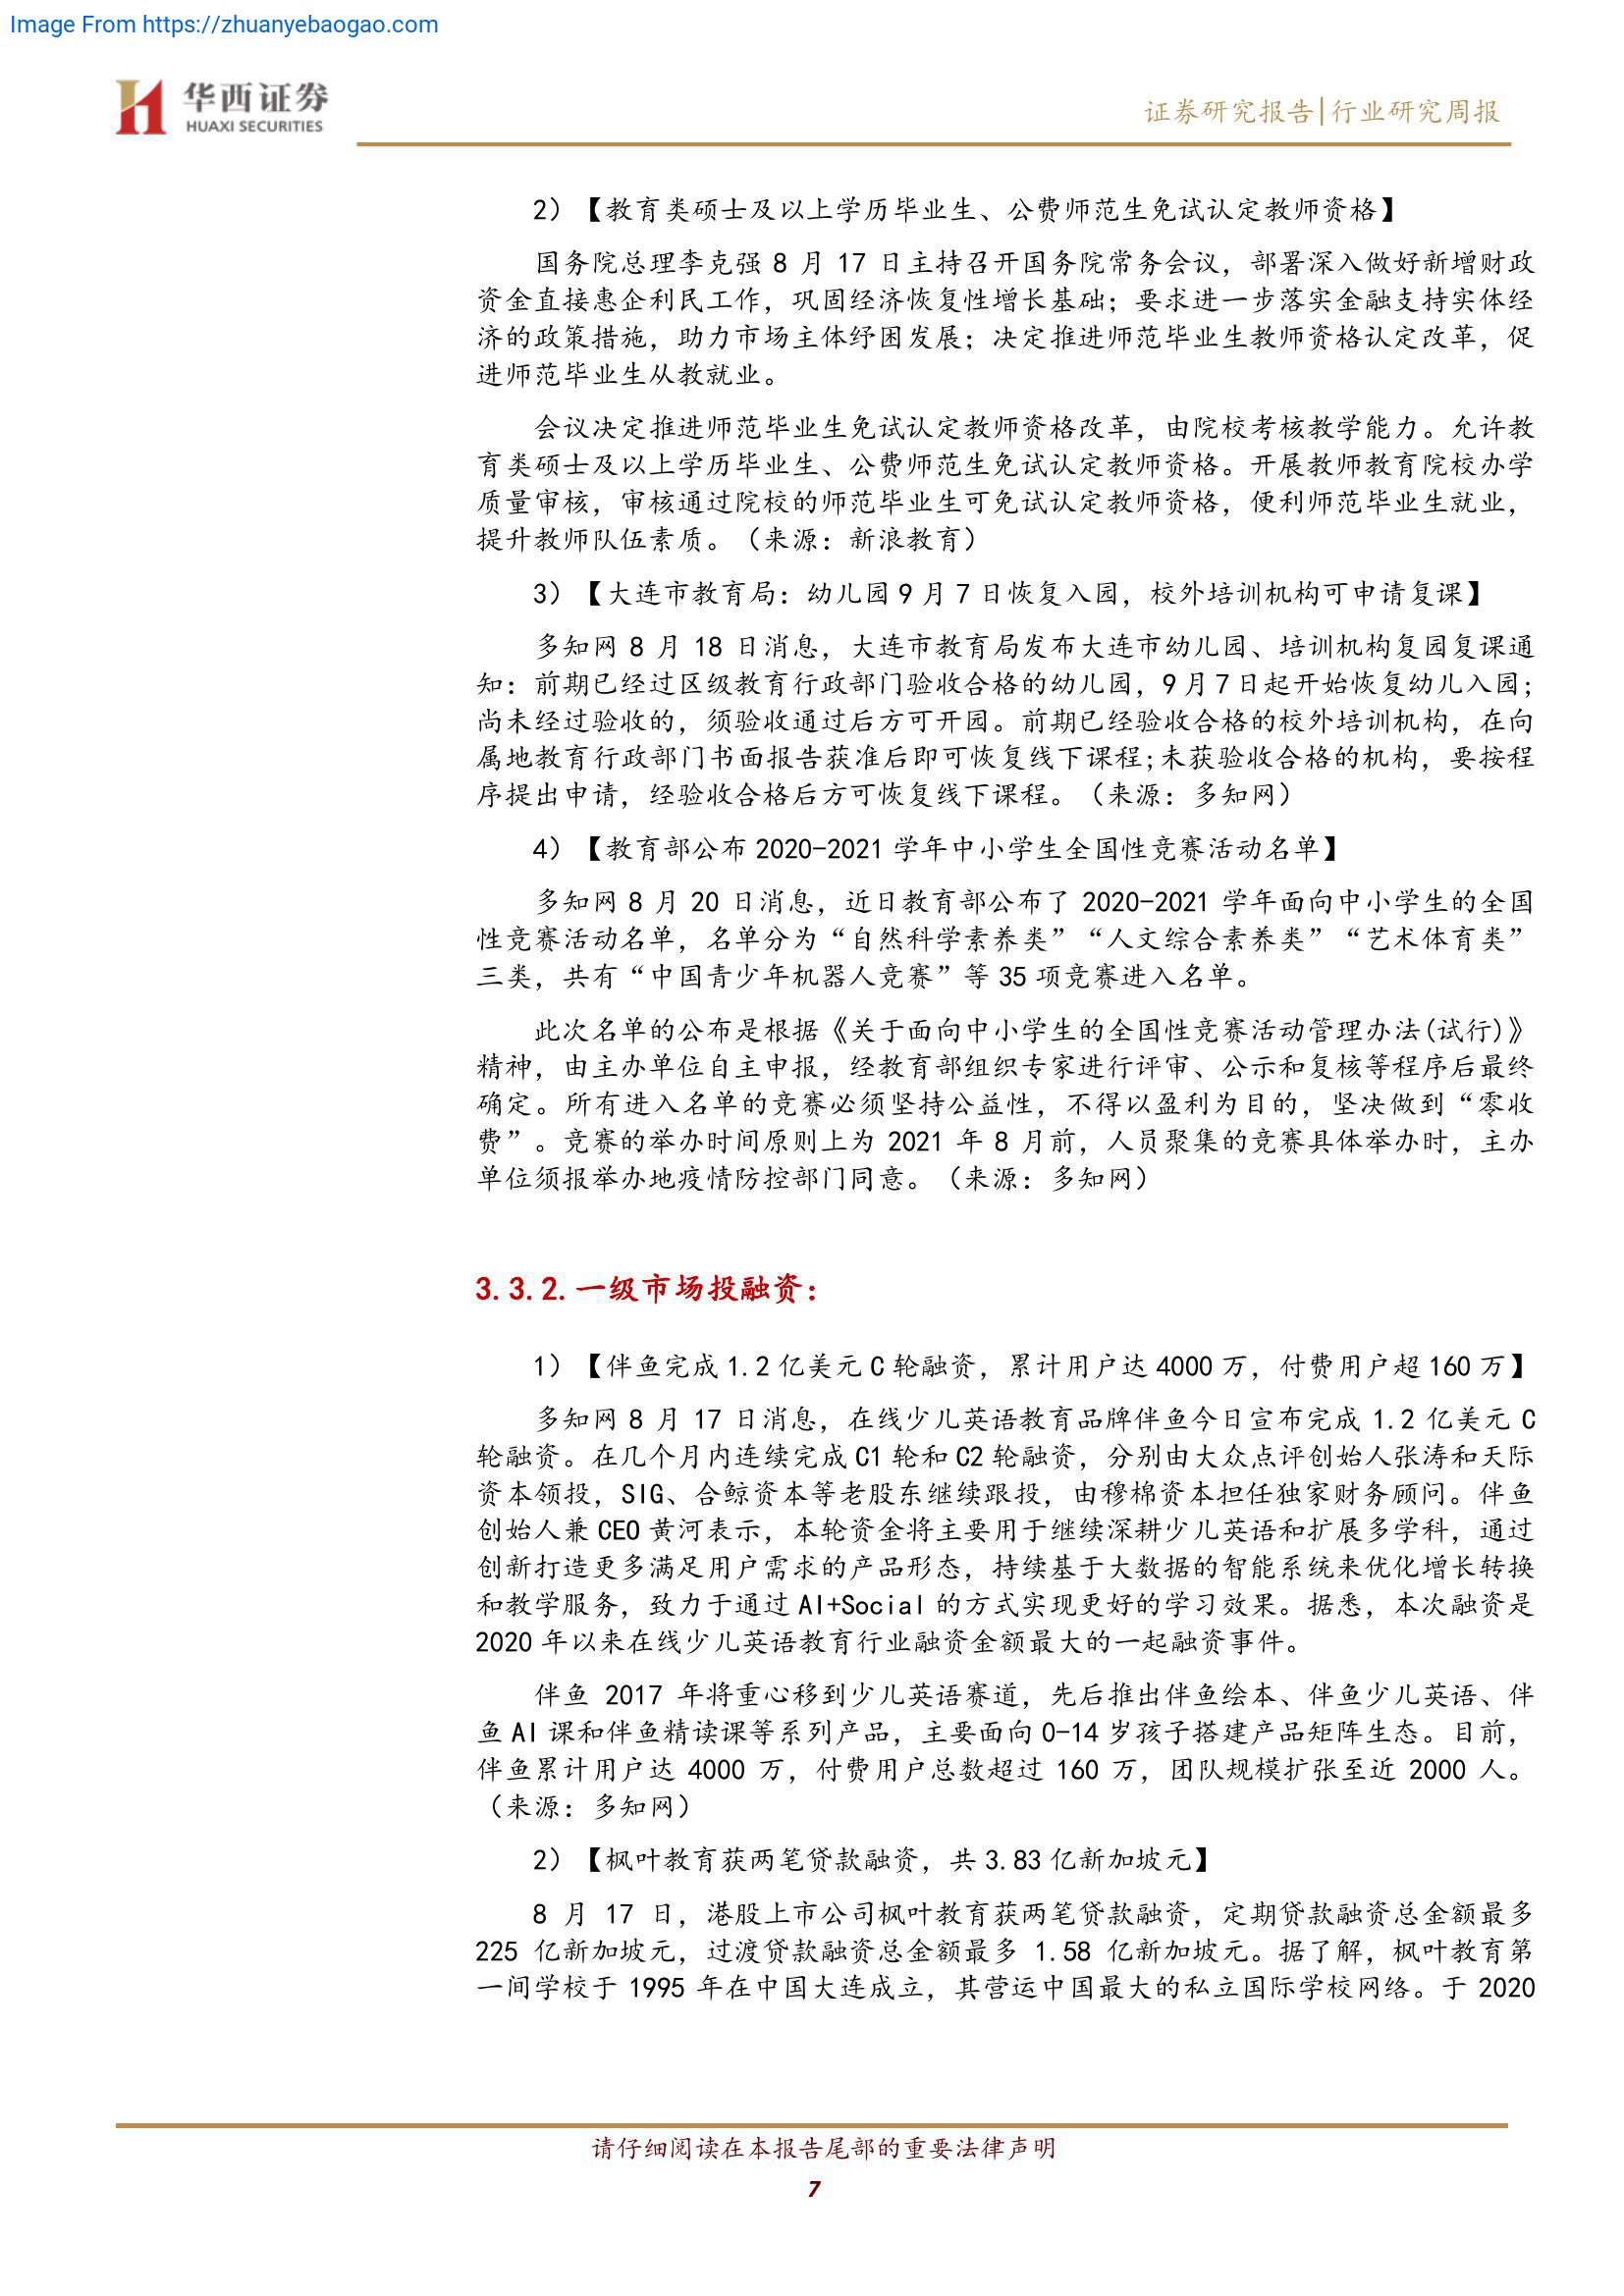 Image From https://zhuanyebaogao.com
华西证券
HUAXI SECURITIES
证券研究报告|行业研究周报
2）【教育类硕士及以上学历毕业生、公费师范生免试认定教师资格】
国务院总理李克强 8 月 17 日主持召开国务院常务会议，部署深入做好新增财政
资金直接惠企利民工作，巩固经济恢复性增长基础；要求进一步落实金融支持实体经
济的政策措施，助力市场主体纾困发展；决定推进师范毕业生教师资格认定改革，促
进师范毕业生从教就业。
会议决定推进师范毕业生免试认定教师资格改革，由院校考核教学能力。允许教
育类硕士及以上学历毕业生、公费师范生免试认定教师资格。开展教师教育院校办学
质量审核，审核通过院校的师范毕业生可免试认定教师资格，便利师范毕业生就业，
提升教师队伍素质。（来源：新浪教育）
3）【大连市教育局：幼儿园 9 月 7 日恢复入园，校外培训机构可申请复课】
多知网 8 月 18 日消息，大连市教育局发布大连市幼儿园、培训机构复园复课通
知：前期已经过区级教育行政部门验收合格的幼儿园，9 月 7 日起开始恢复幼儿入园；
尚未经过验收的，须验收通过后方可开园。前期已经验收合格的校外培训机构，在向
属地教育行政部门书面报告获准后即可恢复线下课程;未获验收合格的机构，要按程
序提出申请，经验收合格后方可恢复线下课程。（来源：多知网）
4）【教育部公布 2020-2021 学年中小学生全国性竞赛活动名单】
多知网 8 月 20 日消息，近日教育部公布了 2020-2021 学年面向中小学生的全国
性竞赛活动名单，名单分为“自然科学素养类”“人文综合素养类”“艺术体育类”
三类，共有“中国青少年机器人竞赛”等 35 项竞赛进入名单。
此次名单的公布是根据《关于面向中小学生的全国性竞赛活动管理办法(试行)》
精神，由主办单位自主申报，经教育部组织专家进行评审、公示和复核等程序后最终
确定。所有进入名单的竞赛必须坚持公益性，不得以盈利为目的，坚决做到“零收
费”。竞赛的举办时间原则上为 2021 年 8 月前，人员聚集的竞赛具体举办时，主办
单位须报举办地疫情防控部门同意。（来源：多知网）
3.3.2.一级市场投融资：
1）【伴鱼完成 1.2 亿美元 C 轮融资，累计用户达 4000 万，付费用户超 160 万】
多知网 8 月 17 日消息，在线少儿英语教育品牌伴鱼今日宣布完成 1.2 亿美元 C
轮融资。在几个月内连续完成 C1 轮和 C2 轮融资，分别由大众点评创始人张涛和天际
资本领投，SIG、合鲸资本等老股东继续跟投，由穆棉资本担任独家财务顾问。伴鱼
创始人兼 CEO 黄河表示，本轮资金将主要用于继续深耕少儿英语和扩展多学科，通过
创新打造更多满足用户需求的产品形态，持续基于大数据的智能系统来优化增长转换
和教学服务，致力于通过 AI+Social 的方式实现更好的学习效果。据悉，本次融资是
2020 年以来在线少儿英语教育行业融资金额最大的一起融资事件。
伴鱼 2017 年将重心移到少儿英语赛道，先后推出伴鱼绘本、伴鱼少儿英语、伴
鱼 AI 课和伴鱼精读课等系列产品，主要面向 0-14 岁孩子搭建产品矩阵生态。目前，
伴鱼累计用户达 4000 万，付费用户总数超过 160 万，团队规模扩张至近 2000 人。
（来源：多知网）
2）【枫叶教育获两笔贷款融资，共 3.83 亿新加坡元】
8 月 17 日，港股上市公司枫叶教育获两笔贷款融资，定期贷款融资总金额最多
225 亿新加坡元，过渡贷款融资总金额最多 1.58 亿新加坡元。据了解，枫叶教育第
一间学校于 1995 年在中国大连成立，其营运中国最大的私立国际学校网络。于 2020
请仔细阅读在本报告尾部的重要法律声明
7